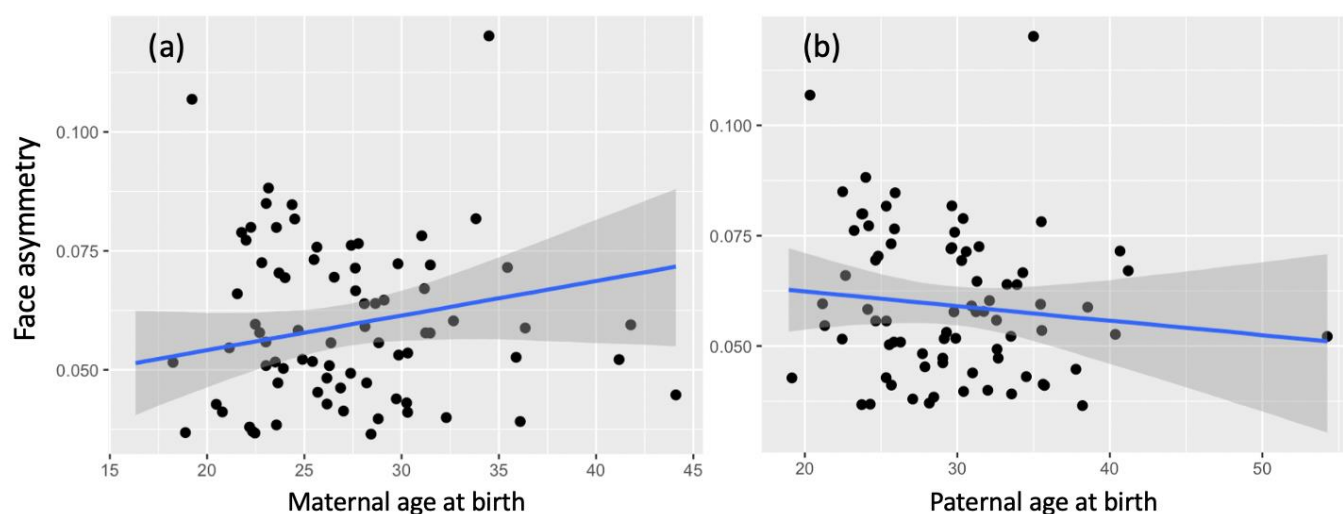 (a)
(b)
Face asymmetry
0.100
0.075
0.050
15 20 25 30 35 40 45
Maternal age at birth
0.100
0.075
0.050
20 30 40 50
Paternal age at birth